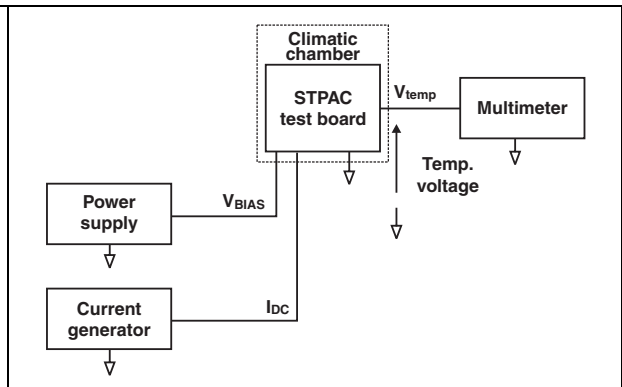 Climatic
chamber
STPAC
test board
Vtemp
Multimeter
Temp.
voltage
Power
supply
VBIAS
Current
generator
IDC